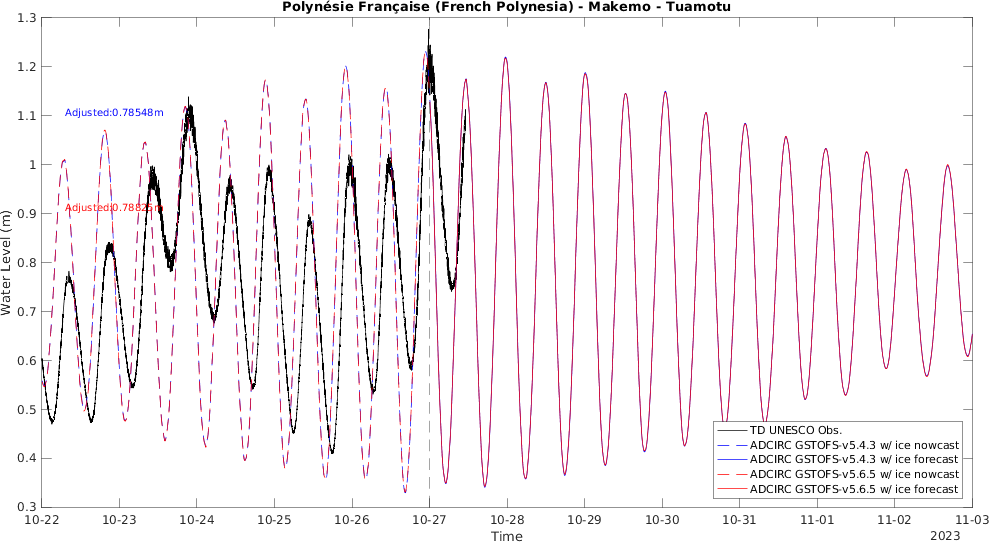 Polynésie Française (French Polynesia) - Makemo - Tuamotu
1.3
1.2
1.1
1
0.9
0.8
0.7
0.6
0.5
0.4
0.3
Water Level (m)
Adjusted:0.78548m
Adjusted:0.78825m
TD UNESCO Obs.
ADCIRC GSTOFS-v5.4.3 w/ ice nowcast
ADCIRC GSTOFS-v5.4.3 w/ ice forecast
ADCIRC GSTOFS-v5.6.5 w/ ice nowcast
ADCIRC GSTOFS-v5.6.5 w/ ice forecast
10-22 10-23 10-24 10-25 10-26 10-27 10-28 10-29 10-30 10-31 11-01 11-02 11-03
Time
2023